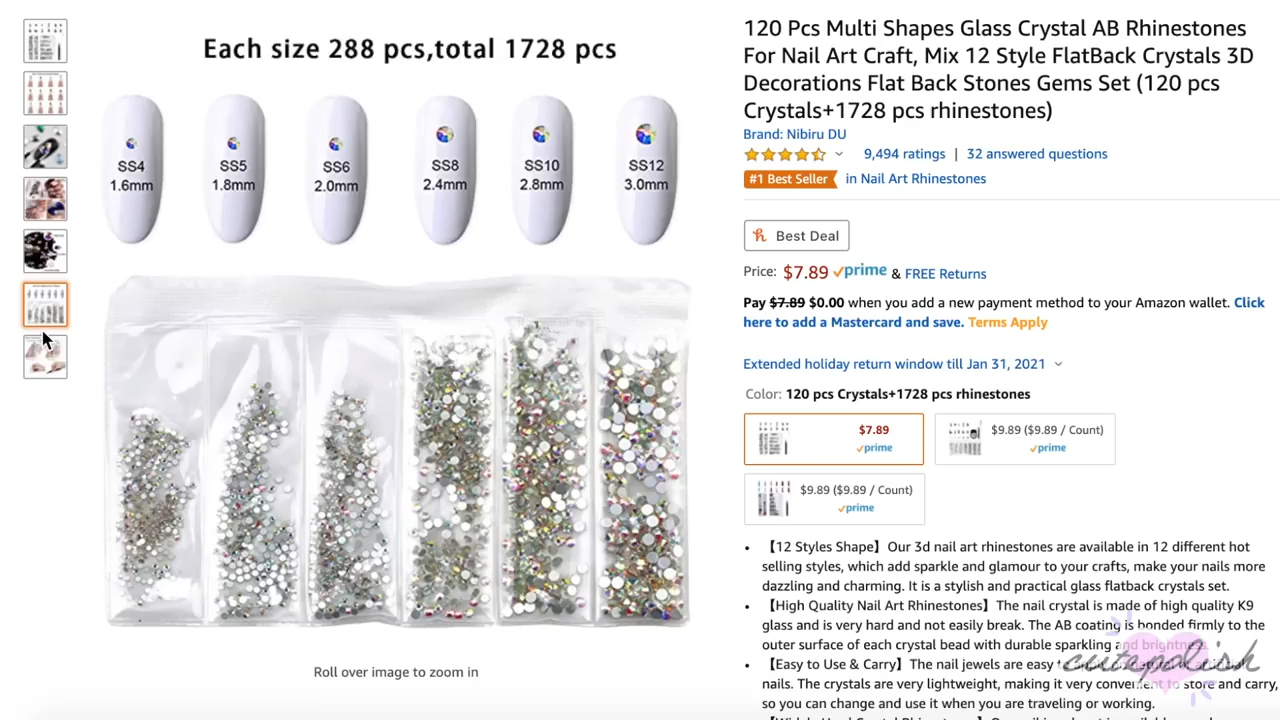 Each size 288 pcs,total 1728 pcs
SS4
1.6mm
SS5
1.8mm
SS6
2.0mm
SS8
2.4mm
SS10
2.8mm
SS12
3.0mm
Roll over image to zoom in
120 Pcs Multi Shapes Glass Crystal AB Rhinestones
For Nail Art Craft, Mix 12 Style FlatBack Crystals 3D
Decorations Flat Back Stones Gems Set (120 pcs
Crystals+1728 pcs rhinestones)
Brand: Nibiru DU
9,494 ratings | 32 answered questions
#1 Best Seller in Nail Art Rhinestones
Best Deal
Price: $7.89 prime & FREE Returns
Pay $7.89 $0.00 when you add a new payment method to your Amazon wallet. Click
here to add a Mastercard and save. Terms Apply
Extended holiday return window till Jan 31, 2021
Color: 120 pcs Crystals+1728 pcs rhinestones
$7.89
prime
$9.89 ($9.89 / Count)
prime
$9.89 ($9.89 / Count)
prime
• 【12 Styles Shape】Our 3d nail art rhinestones are available in 12 different hot
selling styles, which add sparkle and glamour to your crafts, make your nails more
dazzling and charming. It is a stylish and practical glass flatback crystals set.
• 【High Quality Nail Art Rhinestones】The nail crystal is made of high quality K9
glass and is very hard and not easily break. The AB coating is bonded firmly to the
outer surface of each crystal bead with durable sparkling and brightness.
• 【Easy to Use & Carry】The nail jewels are easy
nails. The crystals are very lightweight, making it very convenient to store and carry,
so you can change and use it when you are traveling or working.
cutepolish